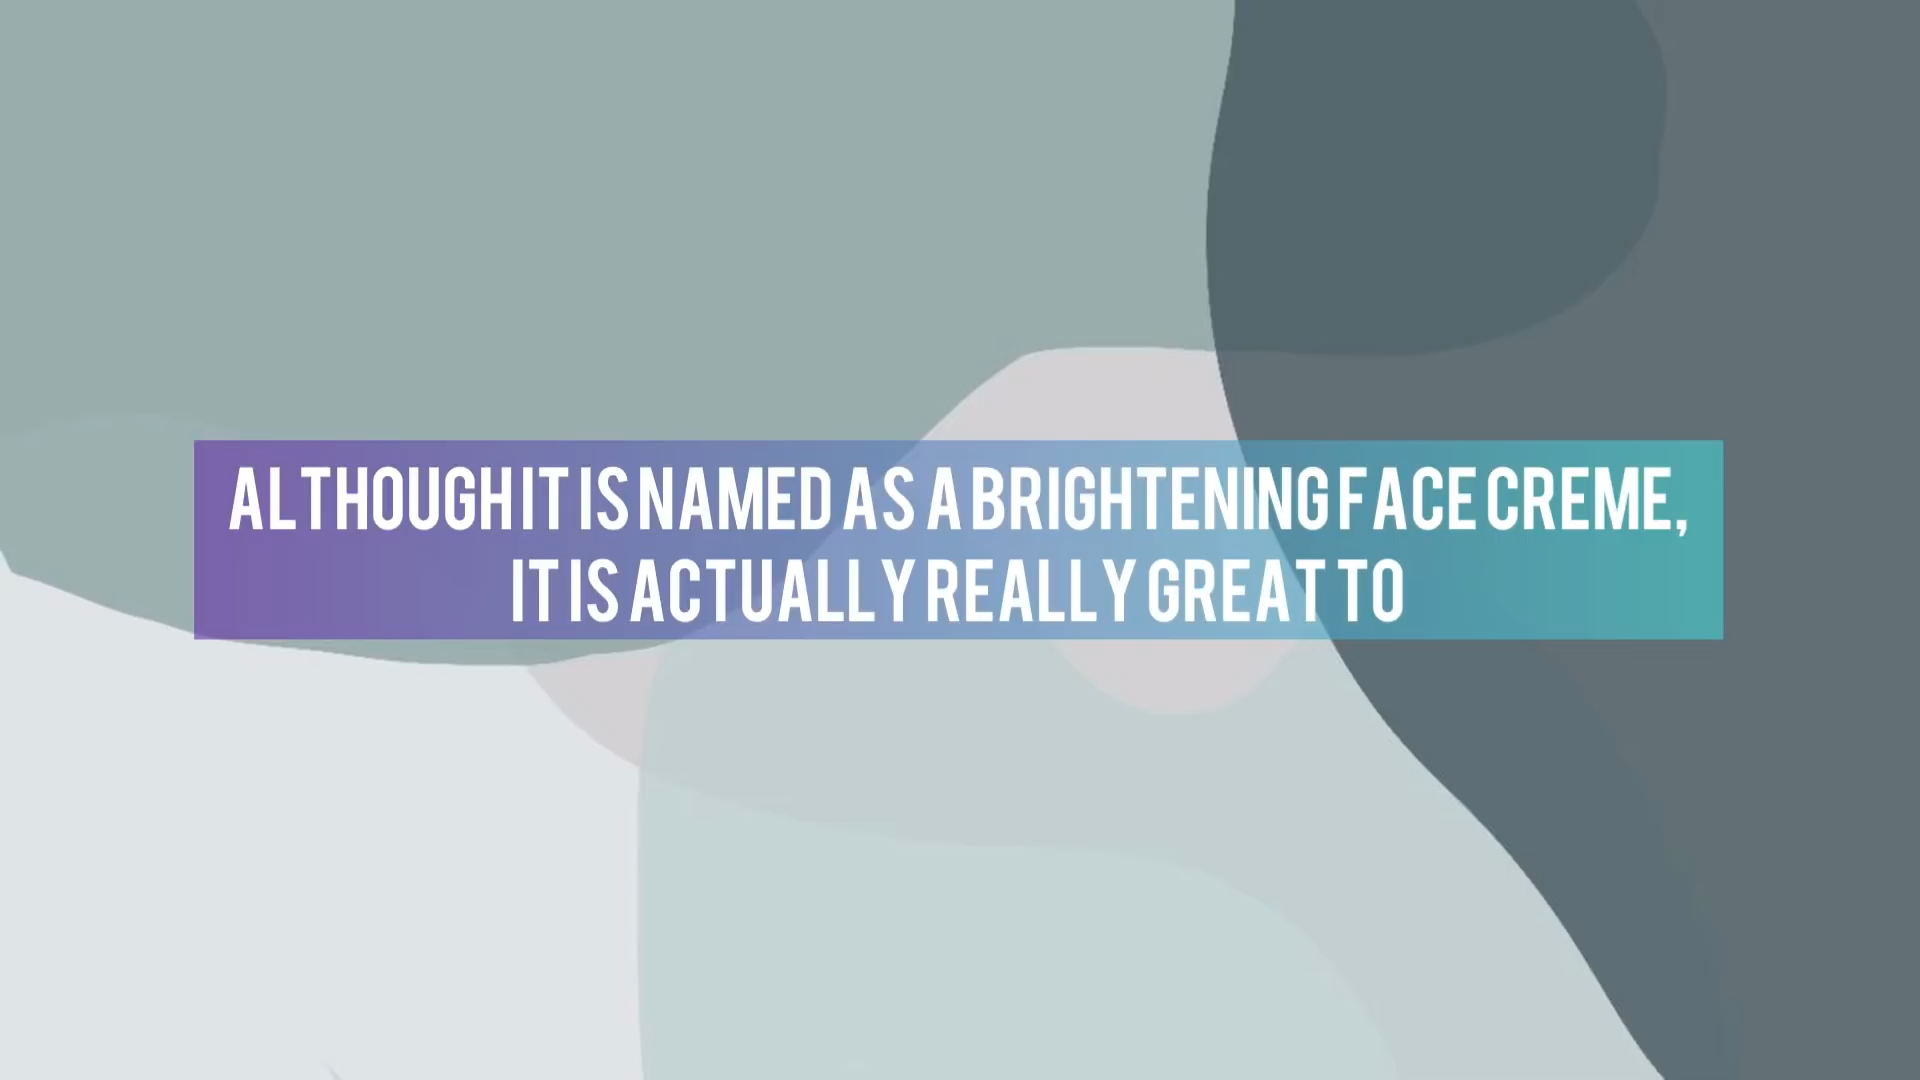 ALTHOUGH IT IS NAMED AS A BRIGHTENING FACE CREME,
IT IS ACTUALLY REALLY GREAT TO